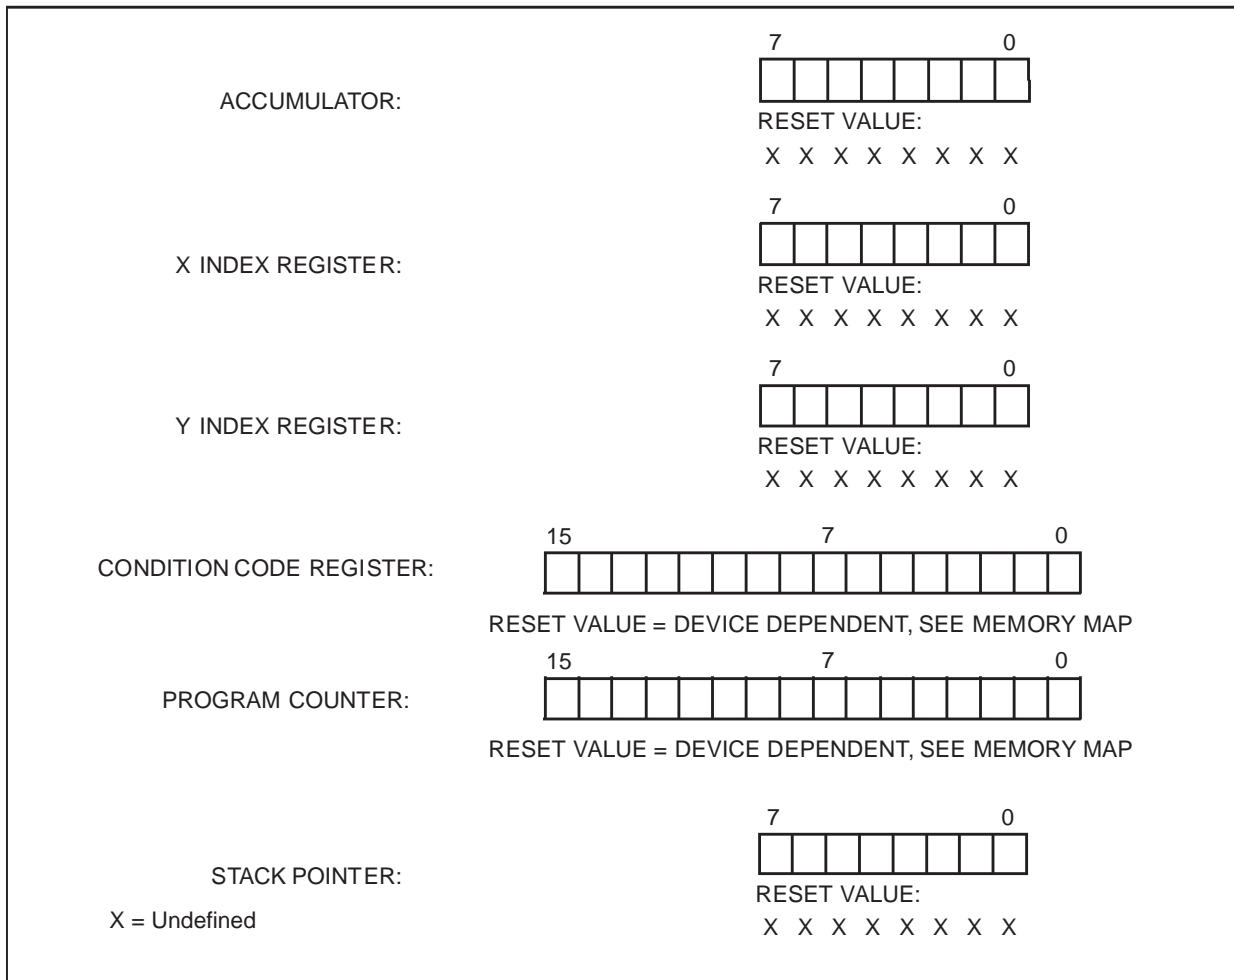 7 0
ACCUMULATOR:
RESET VALUE:
X X X X X X X X
7 0
X INDEX REGISTER:
RESET VALUE:
X X X X X X X X
7 0
Y INDEX REGISTER:
RESET VALUE:
X X X X X X X X
15 7 0
CONDITION CODE REGISTER:
RESET VALUE = DEVICE DEPENDENT, SEE MEMORY MAP
15 7 0
PROGRAM COUNTER:
RESET VALUE = DEVICE DEPENDENT, SEE MEMORY MAP
7 0
STACK POINTER:
RESET VALUE:
X = Undefined
X X X X X X X X